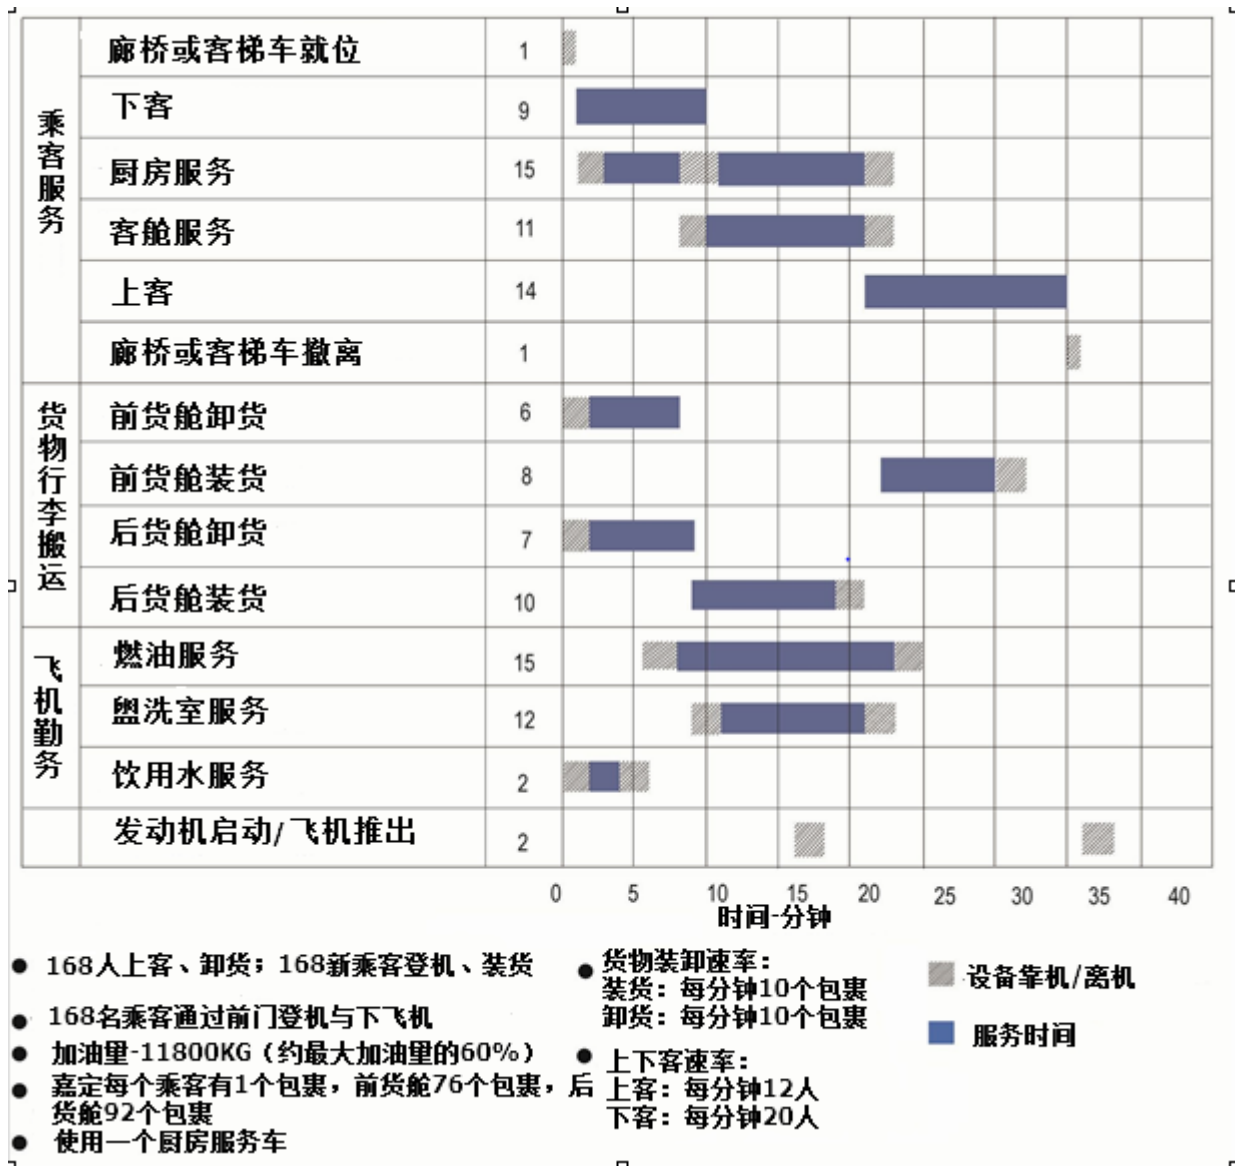 乘客服务
廊桥或客梯车就位 1
下客 9
厨房服务 15
客舱服务 11
上客 14
廊桥或客梯车撤离 1
货物行李搬运
前货舱卸货 6
前货舱装货 8
后货舱卸货 7
后货舱装货 10
飞机勤务
燃油服务 15
盥洗室服务 12
饮用水服务 2
发动机启动/飞机推出 2
0 5 10 15 20 25 30 35 40
时间-分钟
● 168人上客、卸货；168新乘客登机、装货
● 168名乘客通过前门登机与下飞机
● 加油量-11800KG（约最大加油量的60%）
● 嘉定每个乘客有1个包裹，前货舱76个包裹，后
货舱92个包裹
● 使用一个厨房服务车
● 货物装卸速车：
装货：每分钟10个包裹
卸货：每分钟10个包裹
● 上下客速车：
上客：每分钟12人
下客：每分钟20人
设备靠机/离机
服务时间